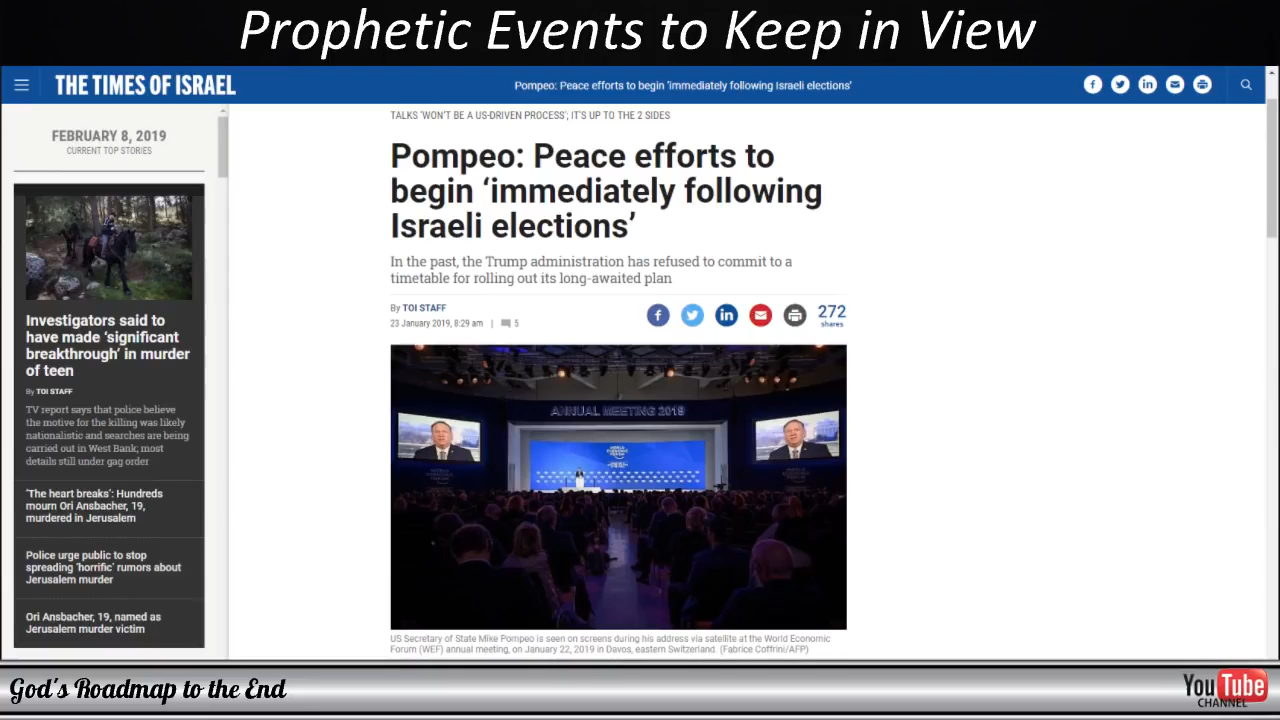 Prophetic Events to Keep in View
THE TIMES OF ISRAEL
Pompeo: Peace efforts to begin 'immediately following Israeli elections'
FEBRUARY 8, 2019
CURRENT TOP STORIES
Investigators said to
have made 'significant
breakthrough' in murder
of teen
By TOI STAFF
TV report says that police believe
the motive for the killing was likely
nationalistic and searches are being
carried out in West Bank; most
details still under gag order
'The heart breaks': Hundreds
mourn Ori Ansbacher, 19,
murdered in Jerusalem
Police urge public to stop
spreading 'horrific' rumors about
Jerusalem murder
Ori Ansbacher, 19, named as
Jerusalem murder victim
TALKS 'WON'T BE A US-DRIVEN PROCESS'; IT'S UP TO THE 2 SIDES
Pompeo: Peace efforts to
begin 'immediately following
Israeli elections'
In the past, the Trump administration has refused to commit to a
timetable for rolling out its long-awaited plan
By TOI STAFF
23 January 2019, 8:29 am | 5
272
shares
ANNUAL MEETING 2019
WORLD
ECONOMIC
FORUM
US Secretary of State Mike Pompeo is seen on screens during his address via satellite at the World Economic
Forum (WEF) annual meeting, on January 22, 2019 in Davos, eastern Switzerland. (Fabrice Coffrini/AFP)
God's Roadmap to the End
YouTube
CHANNEL